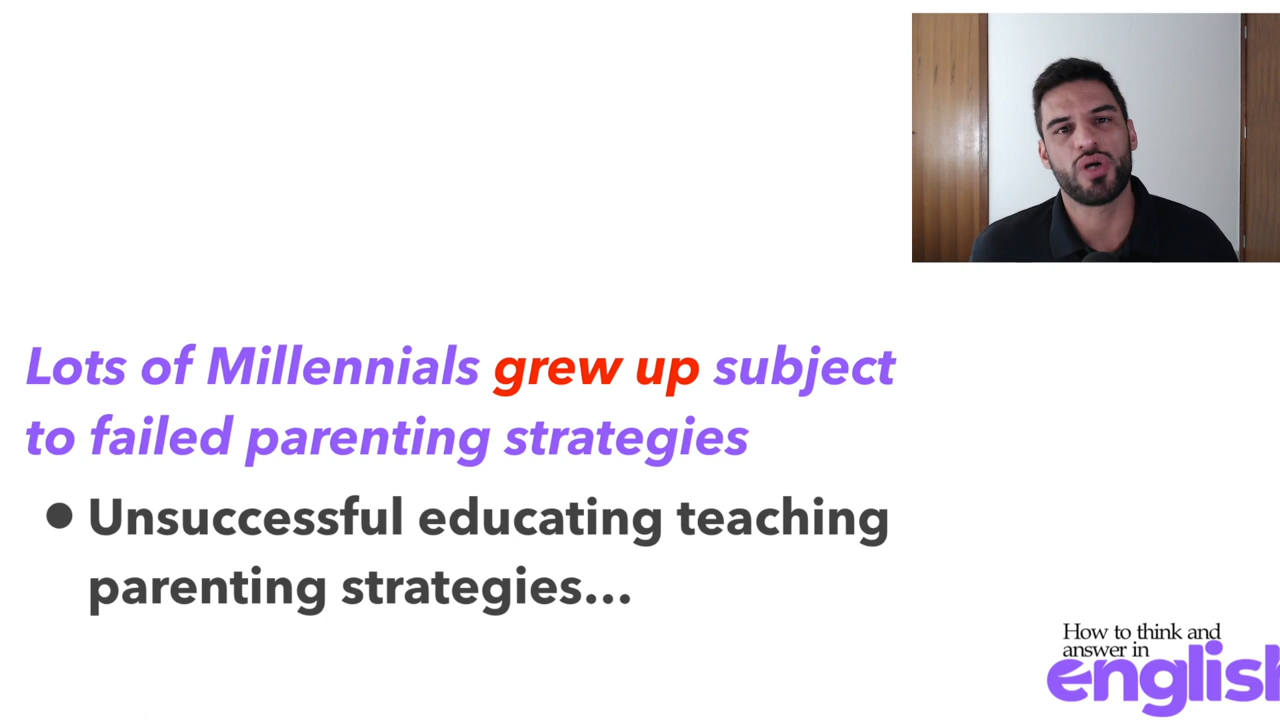 Lots of Millennials grew up subject
to failed parenting strategies
● Unsuccessful educating teaching
parenting strategies...
How to think and
answer in
english